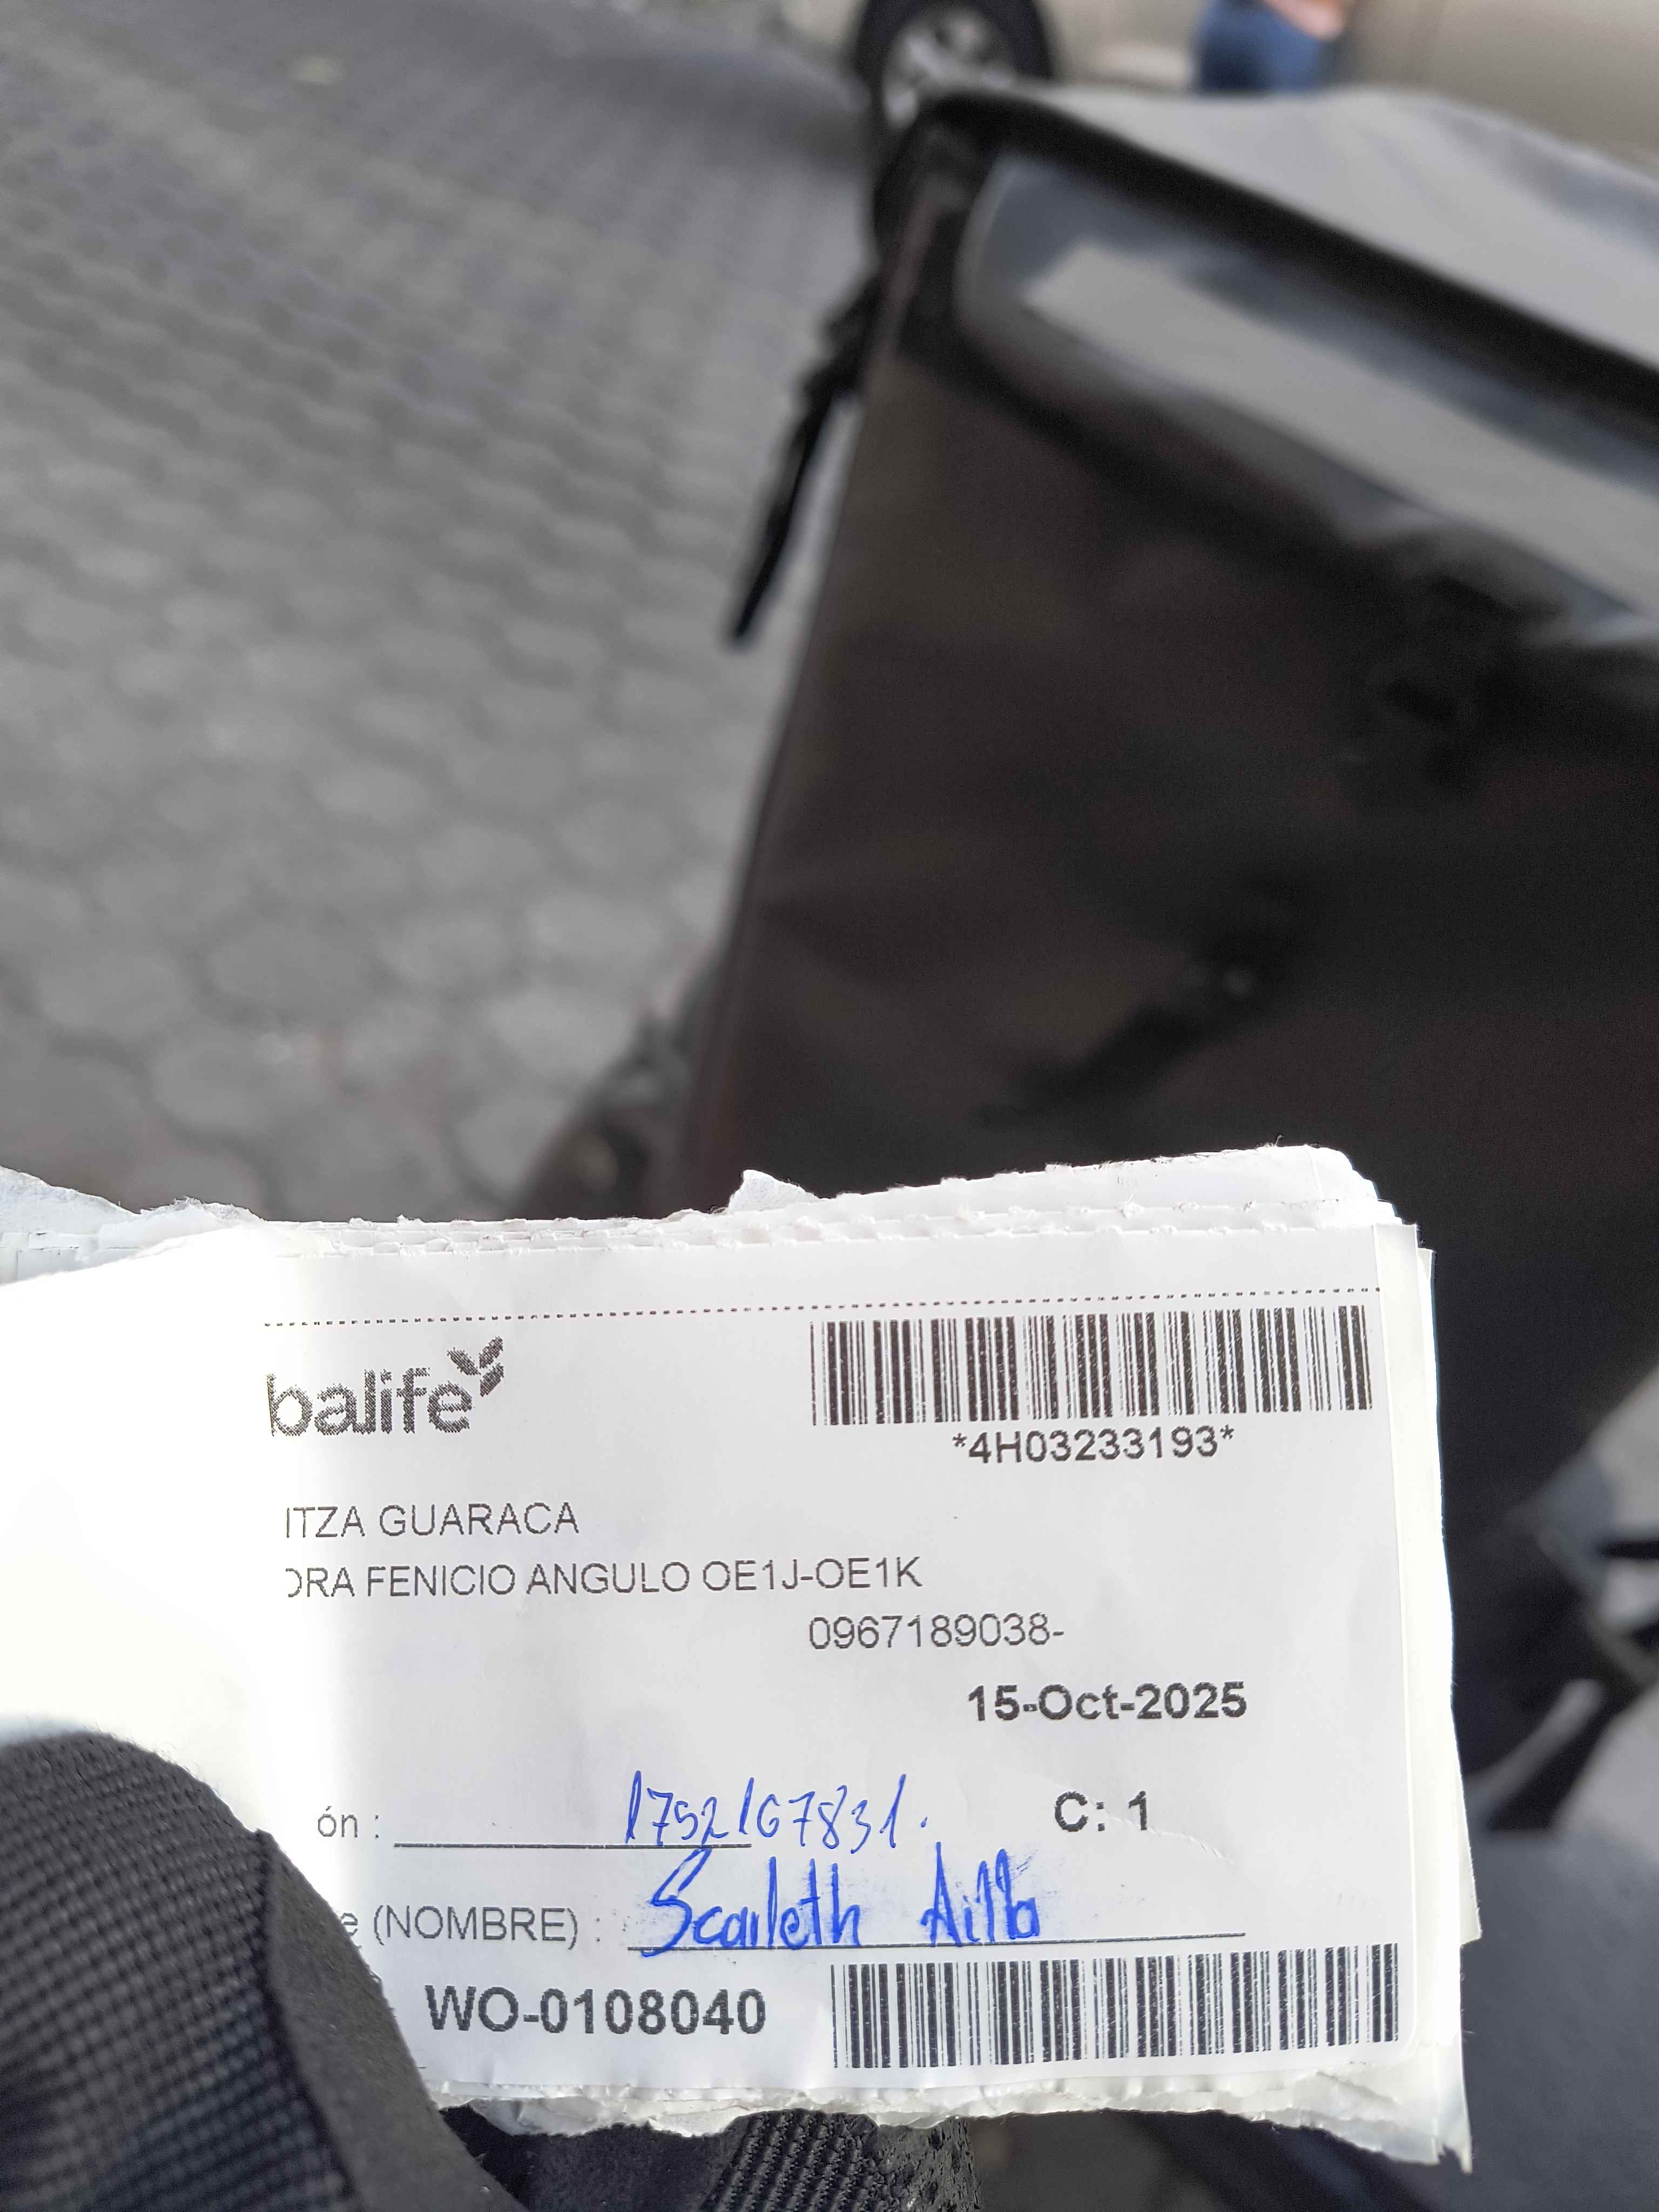 balife
*4H03233193*
ITZA GUARACA
ORA FENICIO ANGULO OE1J-OE1K
0967189038-
15-Oct-2025
ón : 1752167831. C: 1
e (NOMBRE) : Scarleth
WO-0108040